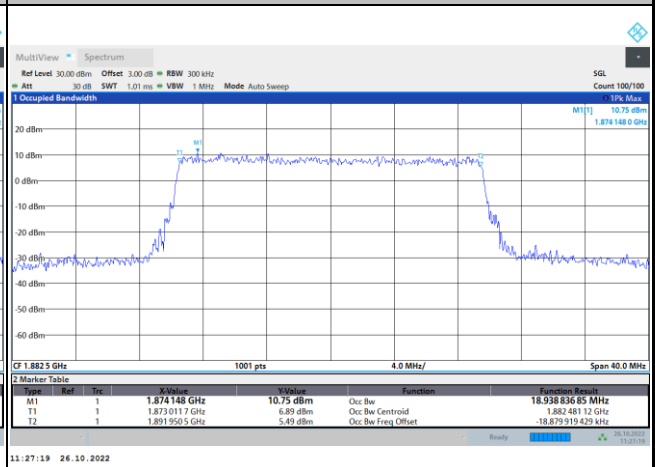 MultiView Spectrum
Ref Level 30.00 dBm Offset 3.00 dB RBW 300 kHz SGL
Att 30 dB SWT 1.01 ms VBW 1 MHz Mode Auto Sweep Count 100/100
1 Occupied Bandwidth 1Pk Max
M1[1] 10.75 dBm
1.874 148 0 GHz
20 dBm
M1
T1 T2
10 dBm
0 dBm
-10 dBm
-20 dBm
-30 dBm
-40 dBm
-50 dBm
-60 dBm
CF 1.882 5 GHz 1001 pts 4.0 MHz/ Span 40.0 MHz
2 Marker Table
Type Ref Trc X-Value Y-Value Function Function Result
M1 1 1.874 148 GHz 10.75 dBm Occ Bw 18.938 836 85 MHz
T1 1 1.873 011 7 GHz 6.89 dBm Occ Bw Centroid 1.882 481 12 GHz
T2 1 1.891 950 5 GHz 5.49 dBm Occ Bw Freq Offset -18.879 919 429 kHz
Ready 26.10.2022
11:27:19
11:27:19 26.10.2022